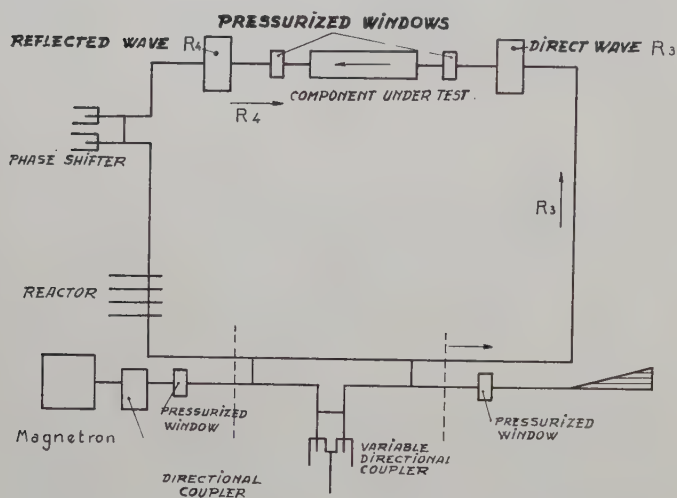 PRESSURIZED WINDOWS
REFLECTED WAVE R4
DIRECT WAVE R3
COMPONENT UNDER TEST.
R4
PHASE SHIFTER
R3
REACTOR
PRESSURIZED
WINDOW
PRESSURIZED
WINDOW
Magnetron
VARIABLE
DIRECTIONAL
COUPLER
DIRECTIONAL
COUPLER